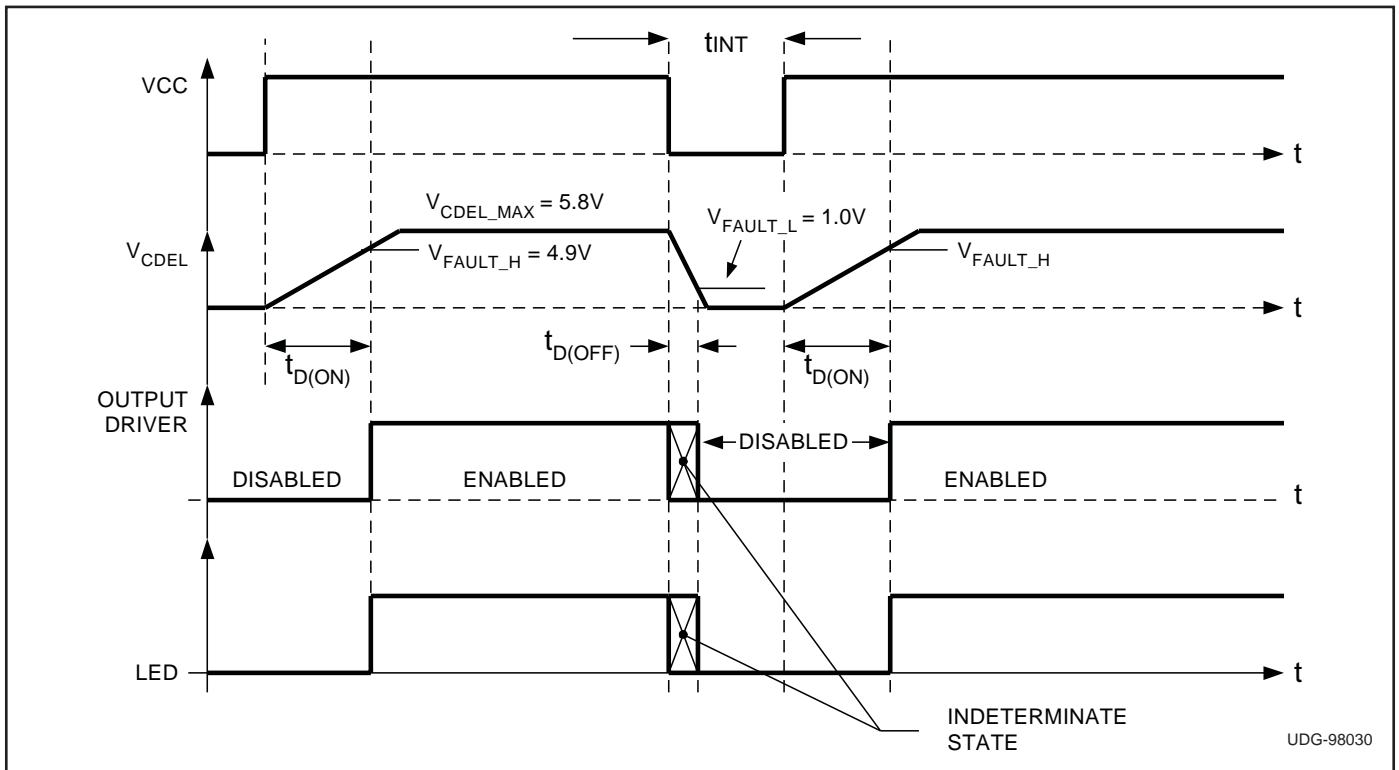 tINT
VCC
t
VCDEL_MAX = 5.8V
VFAULT_L = 1.0V
VCDEL
VFAULT_H = 4.9V
VFAULT_H
t
tD(ON)
tD(OFF)
tD(ON)
OUTPUT
DRIVER
DISABLED
DISABLED
ENABLED
ENABLED
t
LED
t
INDETERMINATE
STATE
UDG-98030